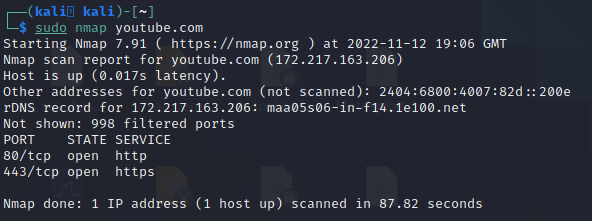 ┌──(kali㉿ kali)-[~]
└─$ sudo nmap youtube.com
Starting Nmap 7.91 ( https://nmap.org ) at 2022-11-12 19:06 GMT
Nmap scan report for youtube.com (172.217.163.206)
Host is up (0.017s latency).
Other addresses for youtube.com (not scanned): 2404:6800:4007:82d::200e
rDNS record for 172.217.163.206: maa05s06-in-f14.1e100.net
Not shown: 998 filtered ports
PORT    STATE SERVICE
80/tcp  open  http
443/tcp open  https
Nmap done: 1 IP address (1 host up) scanned in 87.82 seconds